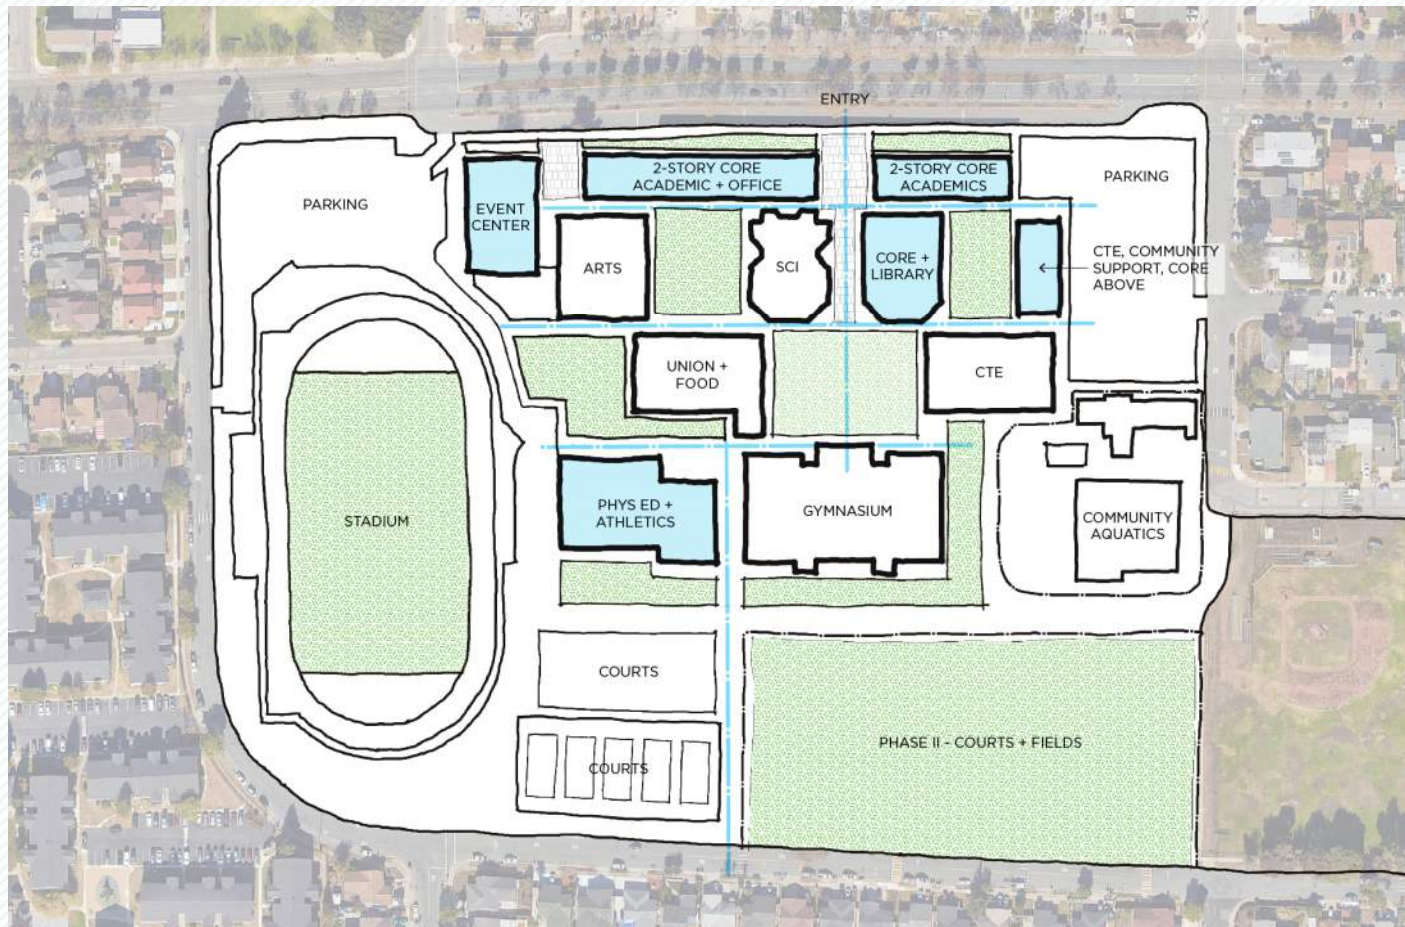 ENTRY
2-STORY CORE
ACADEMIC + OFFICE
2-STORY CORE
ACADEMICS
PARKING
PARKING
EVENT
CENTER
ARTS
SCI
CORE +
LIBRARY
CTE, COMMUNITY
SUPPORT, CORE
ABOVE
UNION +
FOOD
CTE
STADIUM
PHYS ED +
ATHLETICS
GYMNASIUM
COMMUNITY
AQUATICS
COURTS
COURTS
PHASE II - COURTS + FIELDS